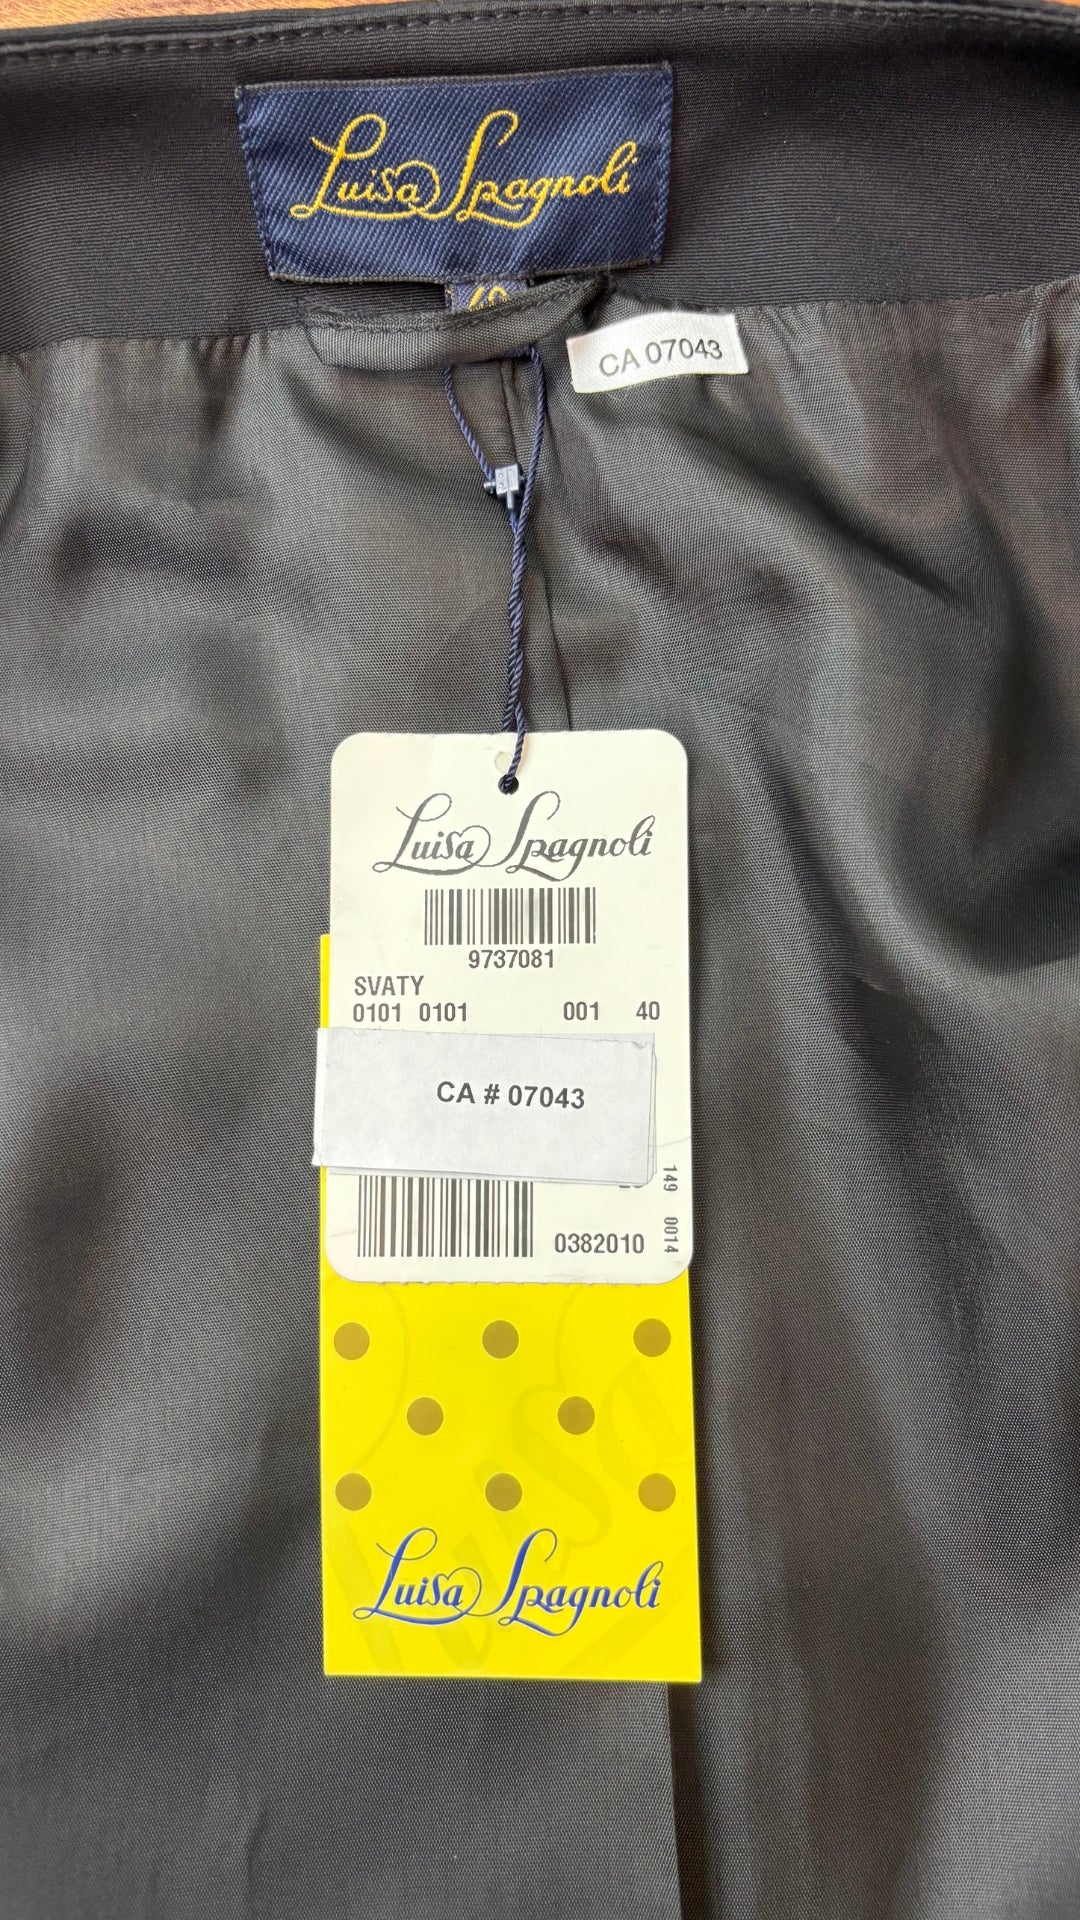 Luisa Spagnoli
40
CA 07043
Luisa Spagnoli
9737081
SVATY
0101 0101 001 40
CA # 07043
149 0014
0382010
Luisa Spagnoli